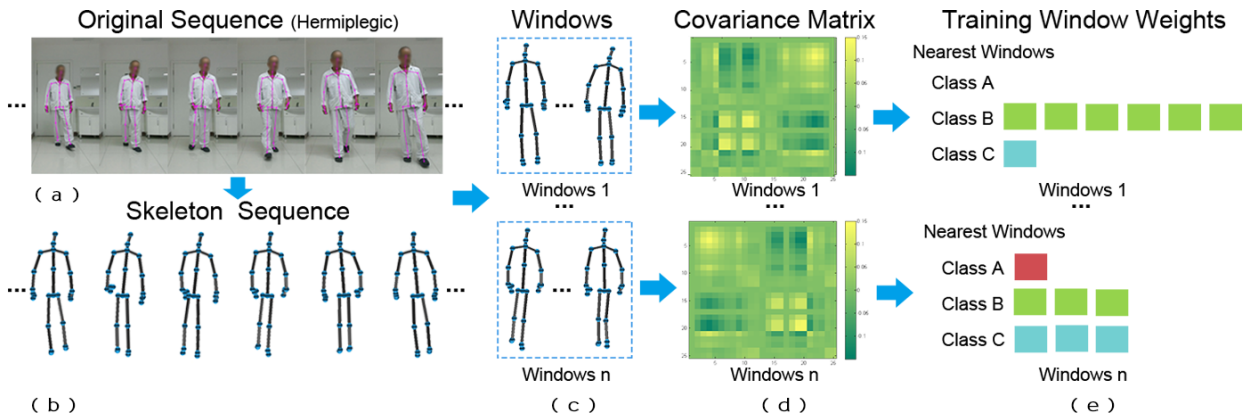 Original Sequence (Hermiplegic)
Windows
Covariance Matrix
Training Window Weights
Nearest Windows
Class A
Class B
Class C
...
...
...
(a)
Windows 1
Windows 1
Windows 1
...
...
...
Skeleton Sequence
Nearest Windows
Class A
Class B
Class C
...
...
...
Windows n
Windows n
Windows n
(b)
(c)
(d)
(e)